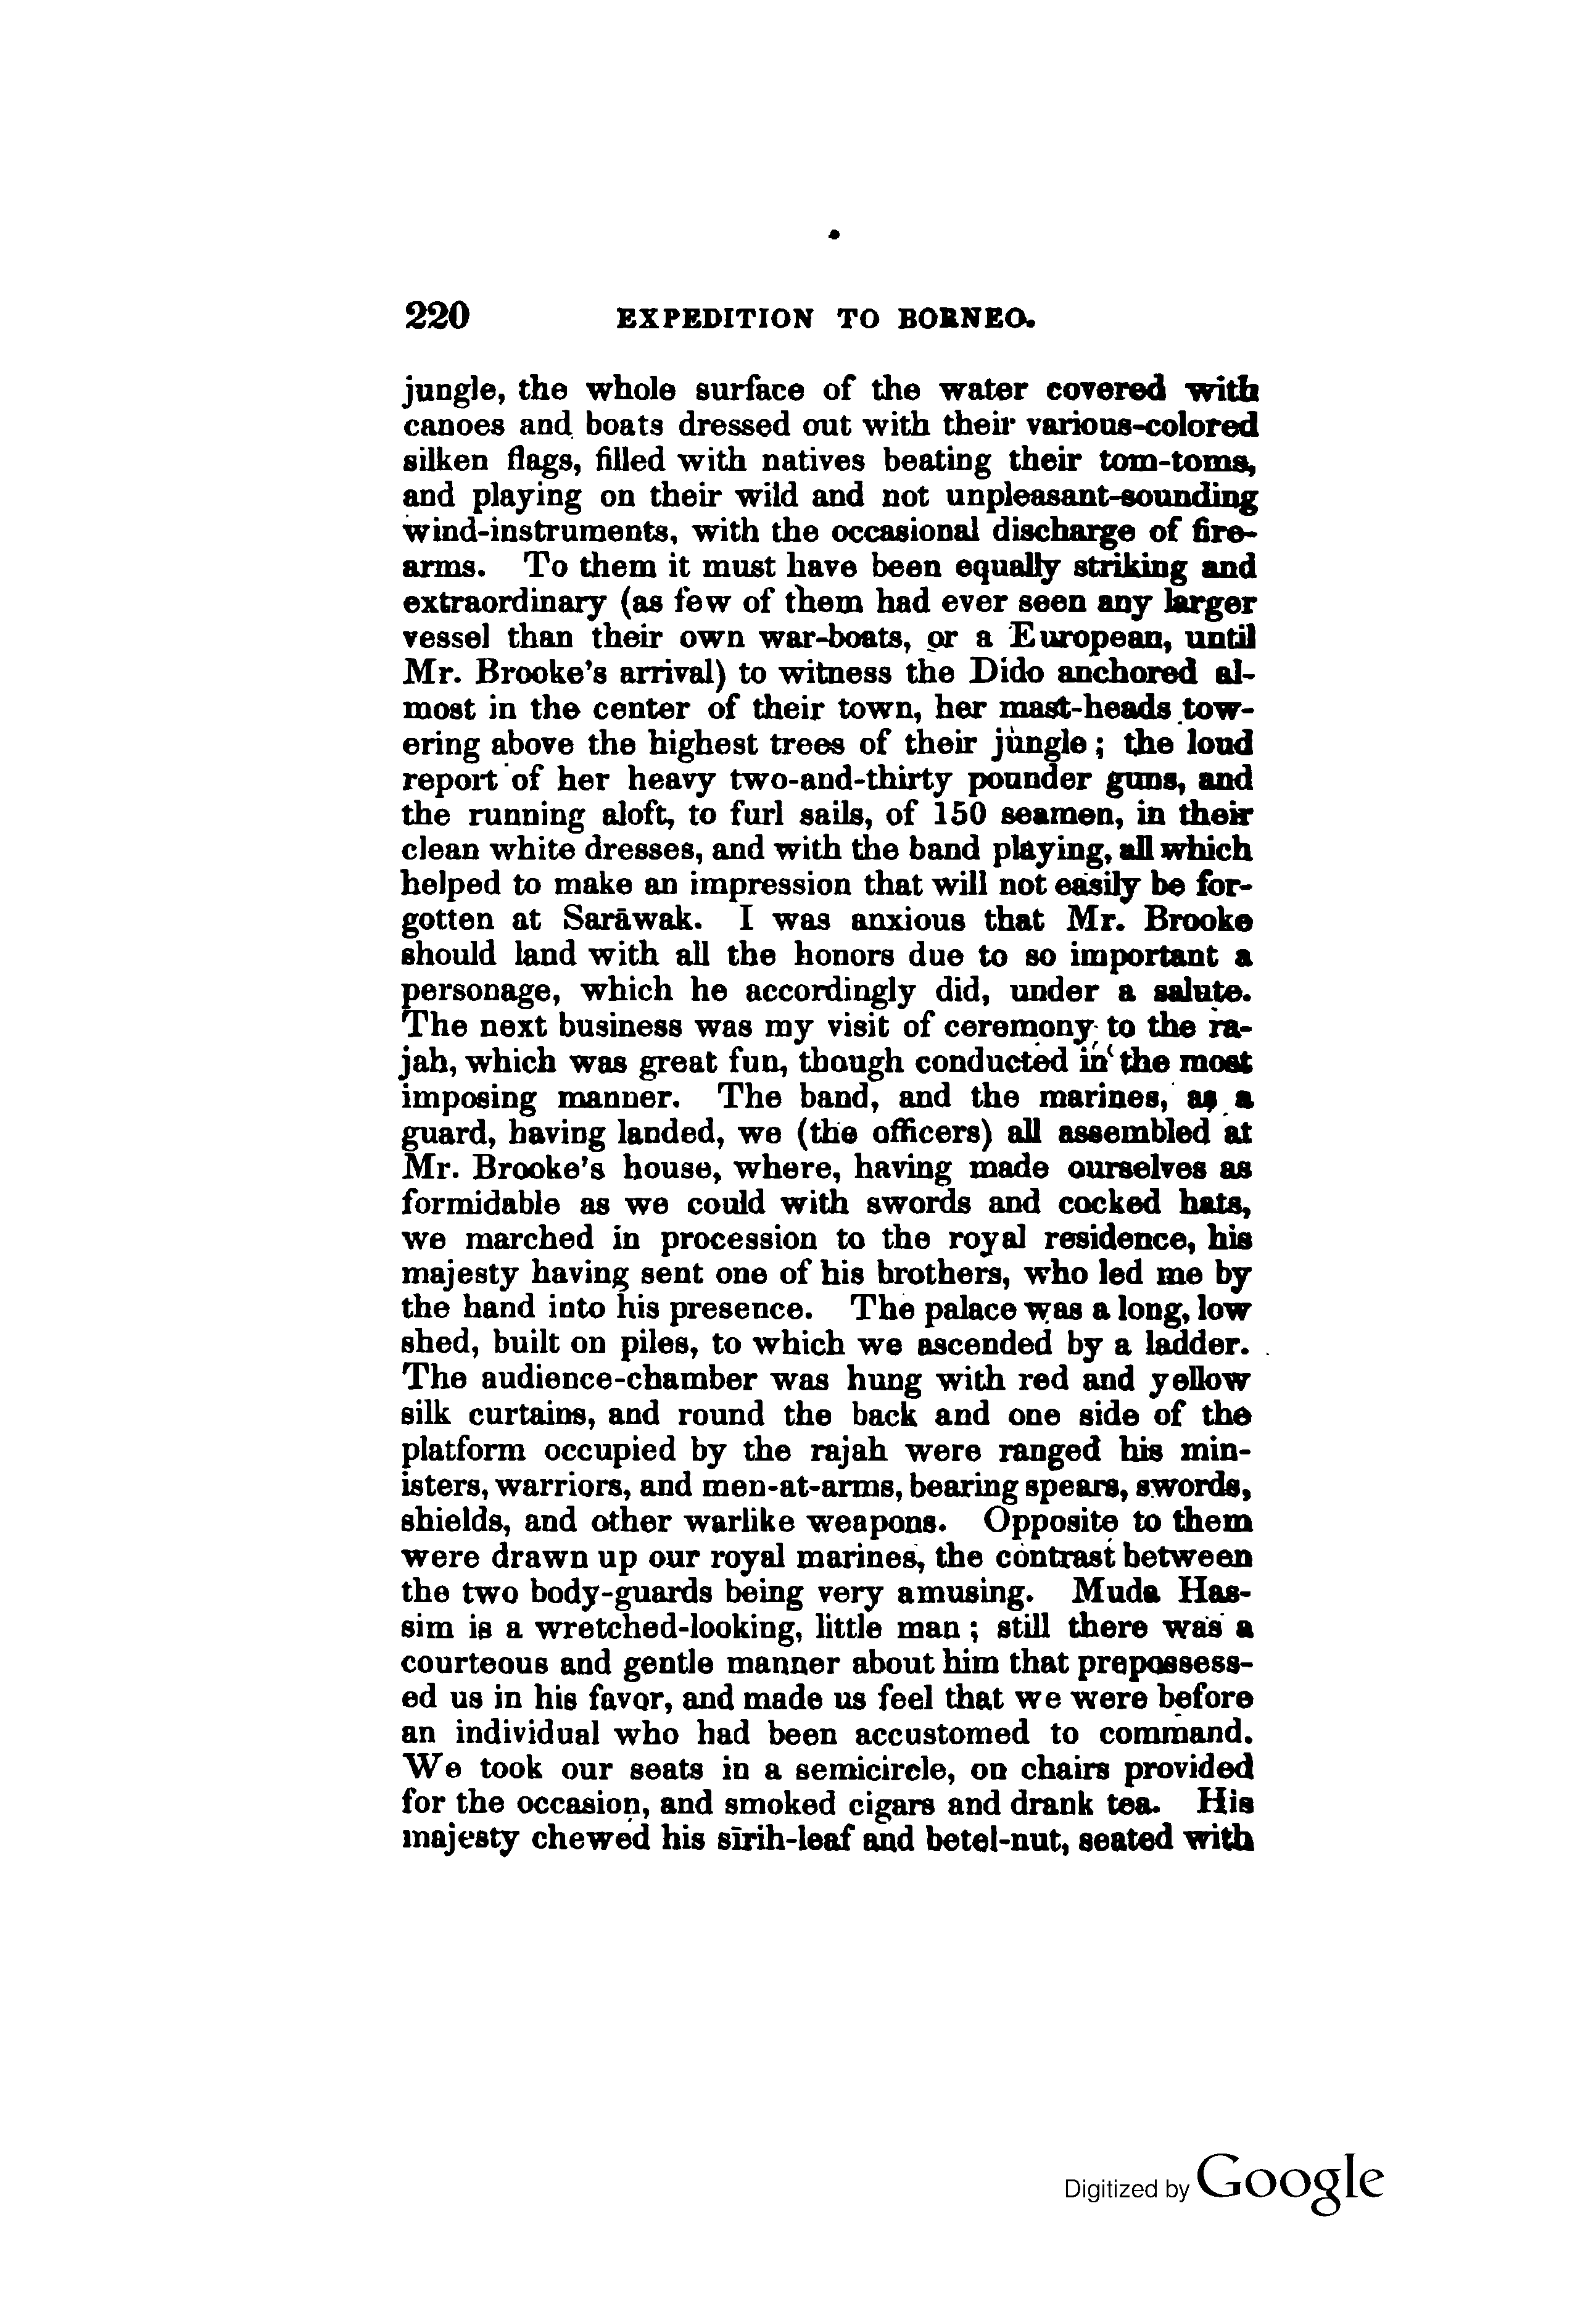 220 EXPEDITION TO BORNEO.
jungle, the whole surface of the water covered with
canoes and boats dressed out with their various-colored
silken flags, filled with natives beating their tom-toms,
and playing on their wild and not unpleasant-sounding
wind-instruments, with the occasional discharge of fire-
arms. To them it must have been equally striking and
extraordinary (as few of them had ever seen any larger
vessel than their own war-boats, or a European, until
Mr. Brooke's arrival) to witness the Dido anchored al-
most in the center of their town, her mast-heads tow-
ering above the highest trees of their jungle; the loud
report of her heavy two-and-thirty pounder guns, and
the running aloft, to furl sails, of 150 seamen, in their
clean white dresses, and with the band playing, all which
helped to make an impression that will not easily be for-
gotten at Sarāwak. I was anxious that Mr. Brooke
should land with all the honors due to so important a
personage, which he accordingly did, under a salute.
The next business was my visit of ceremony to the ra-
jah, which was great fun, though conducted in the most
imposing manner. The band, and the marines, as a
guard, having landed, we (the officers) all assembled at
Mr. Brooke's house, where, having made ourselves as
formidable as we could with swords and cocked hats,
we marched in procession to the royal residence, his
majesty having sent one of his brothers, who led me by
the hand into his presence. The palace was a long, low
shed, built on piles, to which we ascended by a ladder.
The audience-chamber was hung with red and yellow
silk curtains, and round the back and one side of the
platform occupied by the rajah were ranged his min-
isters, warriors, and men-at-arms, bearing spears, swords,
shields, and other warlike weapons. Opposite to them
were drawn up our royal marines, the contrast between
the two body-guards being very amusing. Muda Has-
sim is a wretched-looking, little man; still there was a
courteous and gentle manner about him that prepossess-
ed us in his favor, and made us feel that we were before
an individual who had been accustomed to command.
We took our seats in a semicircle, on chairs provided
for the occasion, and smoked cigars and drank tea. His
majesty chewed his sīrih-leaf and betel-nut, seated with
Digitized by Google